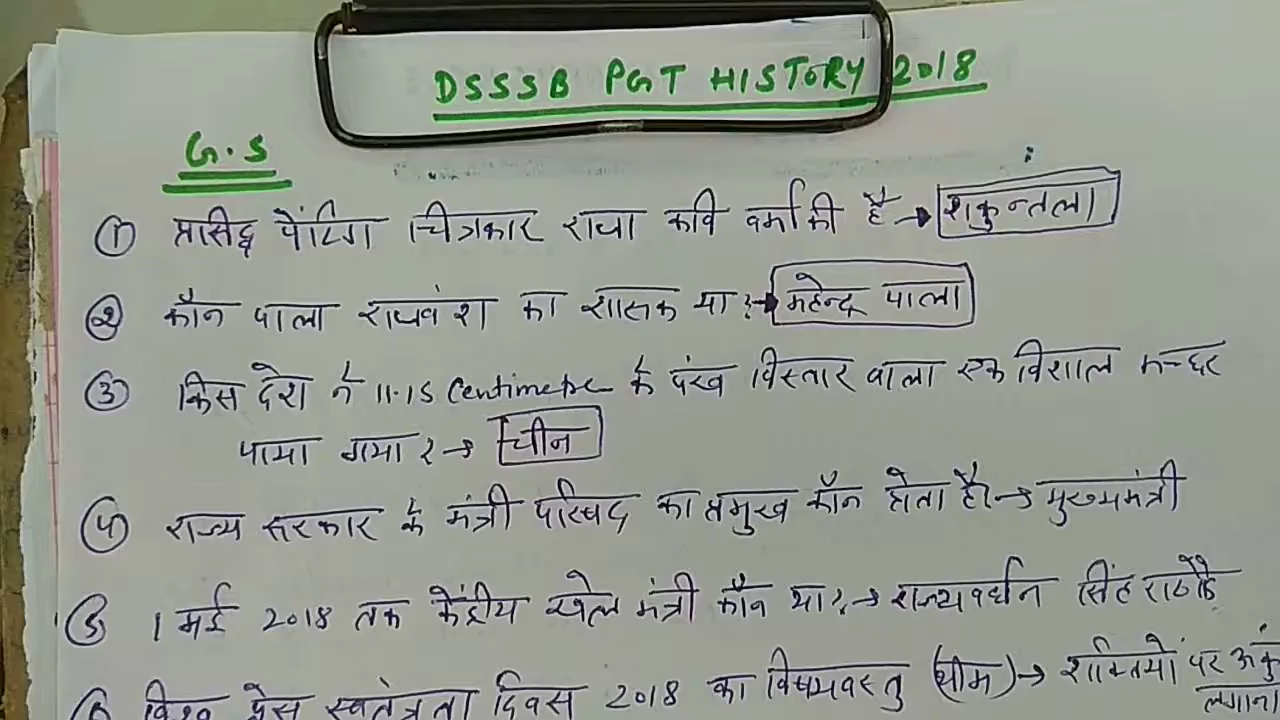 DSSSB PGT HISTORY 2018
G.S
① प्रसिद्ध पेंटिंग चित्रकार राजा कवि वर्मा की है → शकुन्तला
② कौन पाला राजवंश का शासक था ? → महेन्द्र पाला
③ किस देश ने 11.15 Centimetre के पंख विस्तार वाला एक विशाल मच्छर
पाया गया ? → चीन
④ राज्य सरकार के मंत्री परिषद का प्रमुख कौन होता है ? → मुख्यमंत्री
⑤ 1 मई 2018 तक केंद्रीय खेल मंत्री कौन था ? → राज्यवर्धन सिंह राठौर
⑥ विश्व प्रेस स्वतंत्रता दिवस 2018 का विषयवस्तु (थीम) → शक्तियों पर अंकु
लगाना